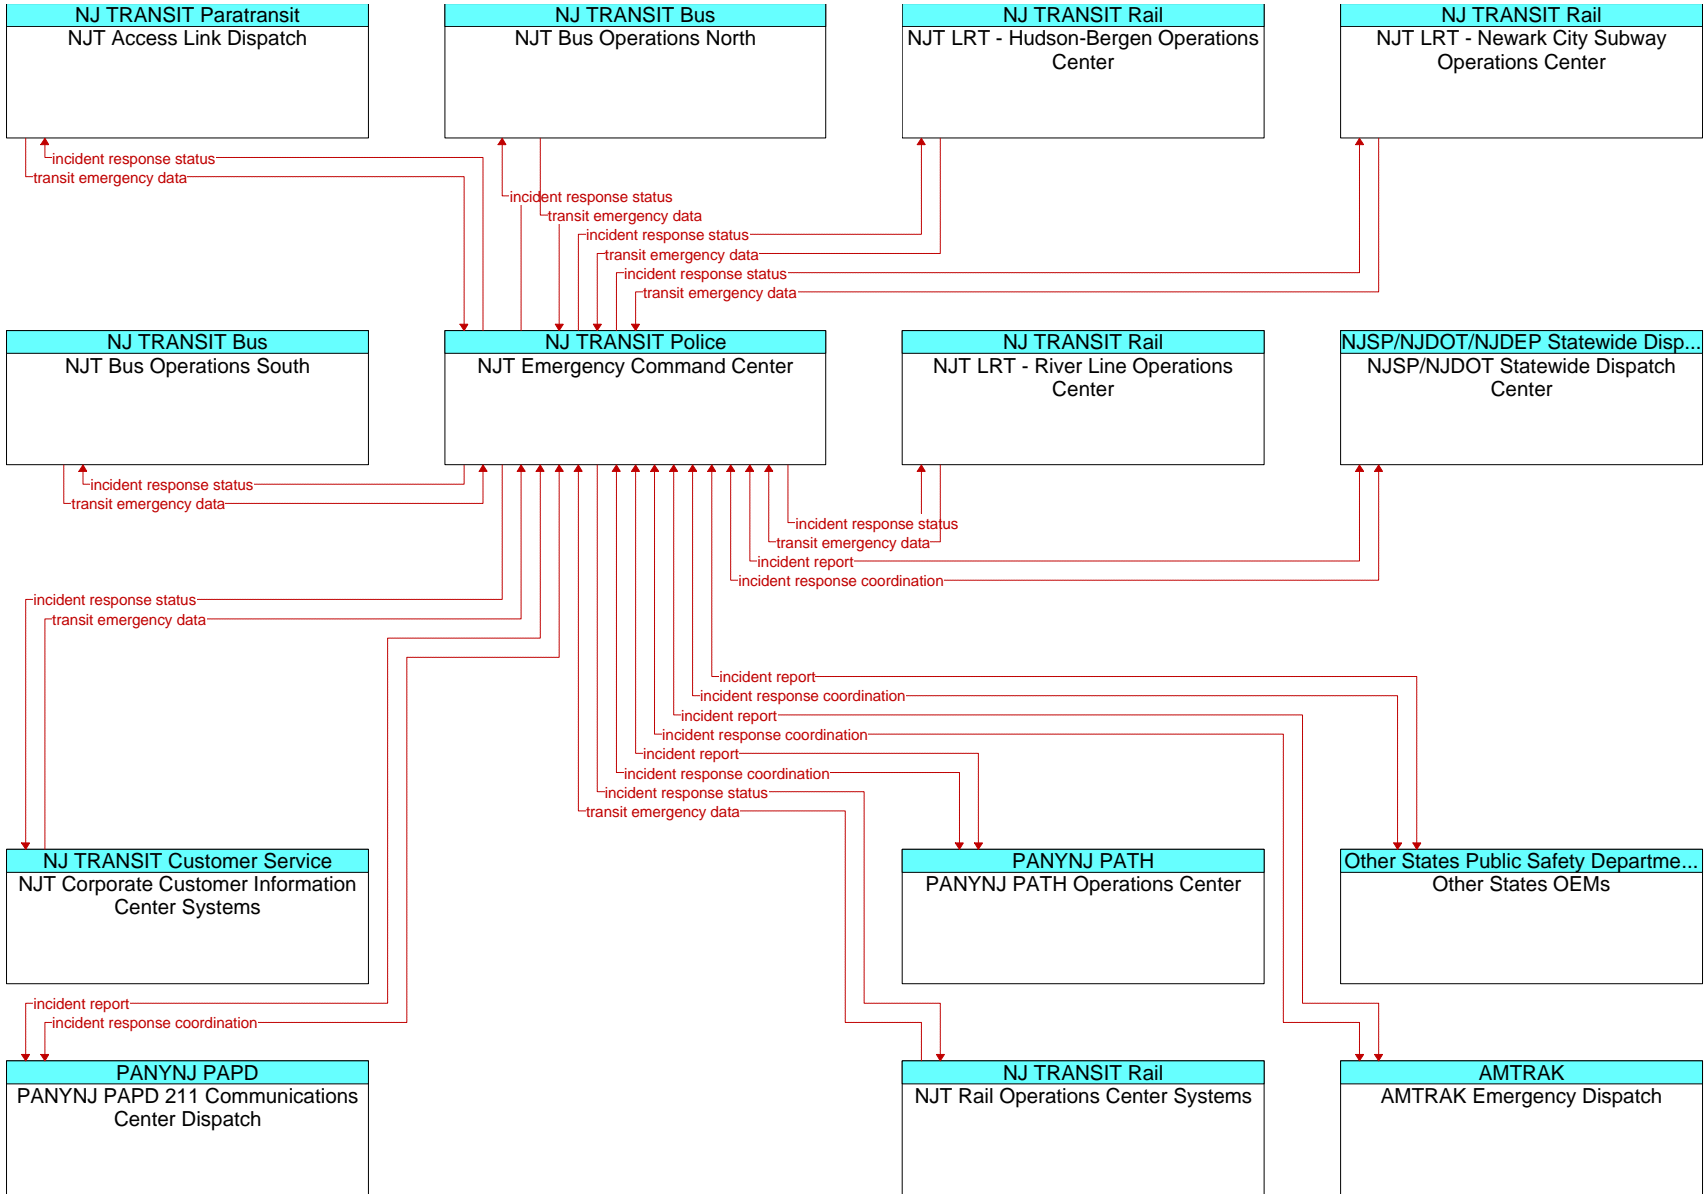 NJ TRANSIT Paratransit
NJT Access Link Dispatch
NJ TRANSIT Bus
NJT Bus Operations North
NJ TRANSIT Rail
NJT LRT - Hudson-Bergen Operations
Center
NJ TRANSIT Rail
NJT LRT - Newark City Subway
Operations Center
incident response status
transit emergency data
incident response status
transit emergency data
incident response status
transit emergency data
incident response status
transit emergency data
NJ TRANSIT Bus
NJT Bus Operations South
NJ TRANSIT Police
NJT Emergency Command Center
NJ TRANSIT Rail
NJT LRT - River Line Operations
Center
NJSP/NJDOT/NJDEP Statewide Disp...
NJSP/NJDOT Statewide Dispatch
Center
incident response status
transit emergency data
incident response status
transit emergency data
incident report
incident response coordination
incident response status
transit emergency data
incident report
incident response coordination
incident report
incident response coordination
incident report
incident response coordination
incident response status
transit emergency data
NJ TRANSIT Customer Service
NJT Corporate Customer Information
Center Systems
PANYNJ PATH
PANYNJ PATH Operations Center
Other States Public Safety Departme...
Other States OEMs
incident report
incident response coordination
PANYNJ PAPD
PANYNJ PAPD 211 Communications
Center Dispatch
NJ TRANSIT Rail
NJT Rail Operations Center Systems
AMTRAK
AMTRAK Emergency Dispatch